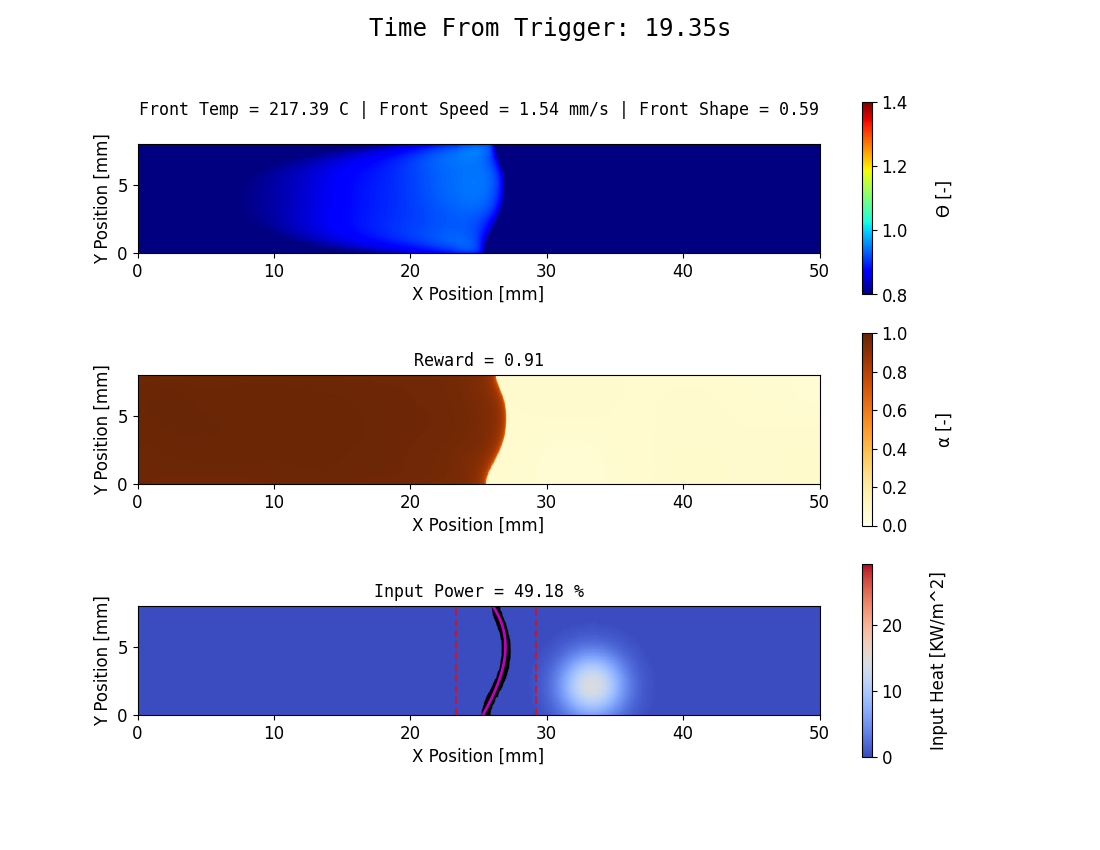 Time From Trigger: 19.35s
Front Temp = 217.39 C | Front Speed = 1.54 mm/s | Front Shape = 0.59
Y Position [mm]
5
0
0 10 20 30 40 50
X Position [mm]
1.4
1.2
1.0
0.8
Θ [-]
Reward = 0.91
Y Position [mm]
5
0
0 10 20 30 40 50
X Position [mm]
1.0
0.8
0.6
0.4
0.2
0.0
α [-]
Input Power = 49.18 %
Y Position [mm]
5
0
0 10 20 30 40 50
X Position [mm]
20
10
0
Input Heat [KW/m^2]